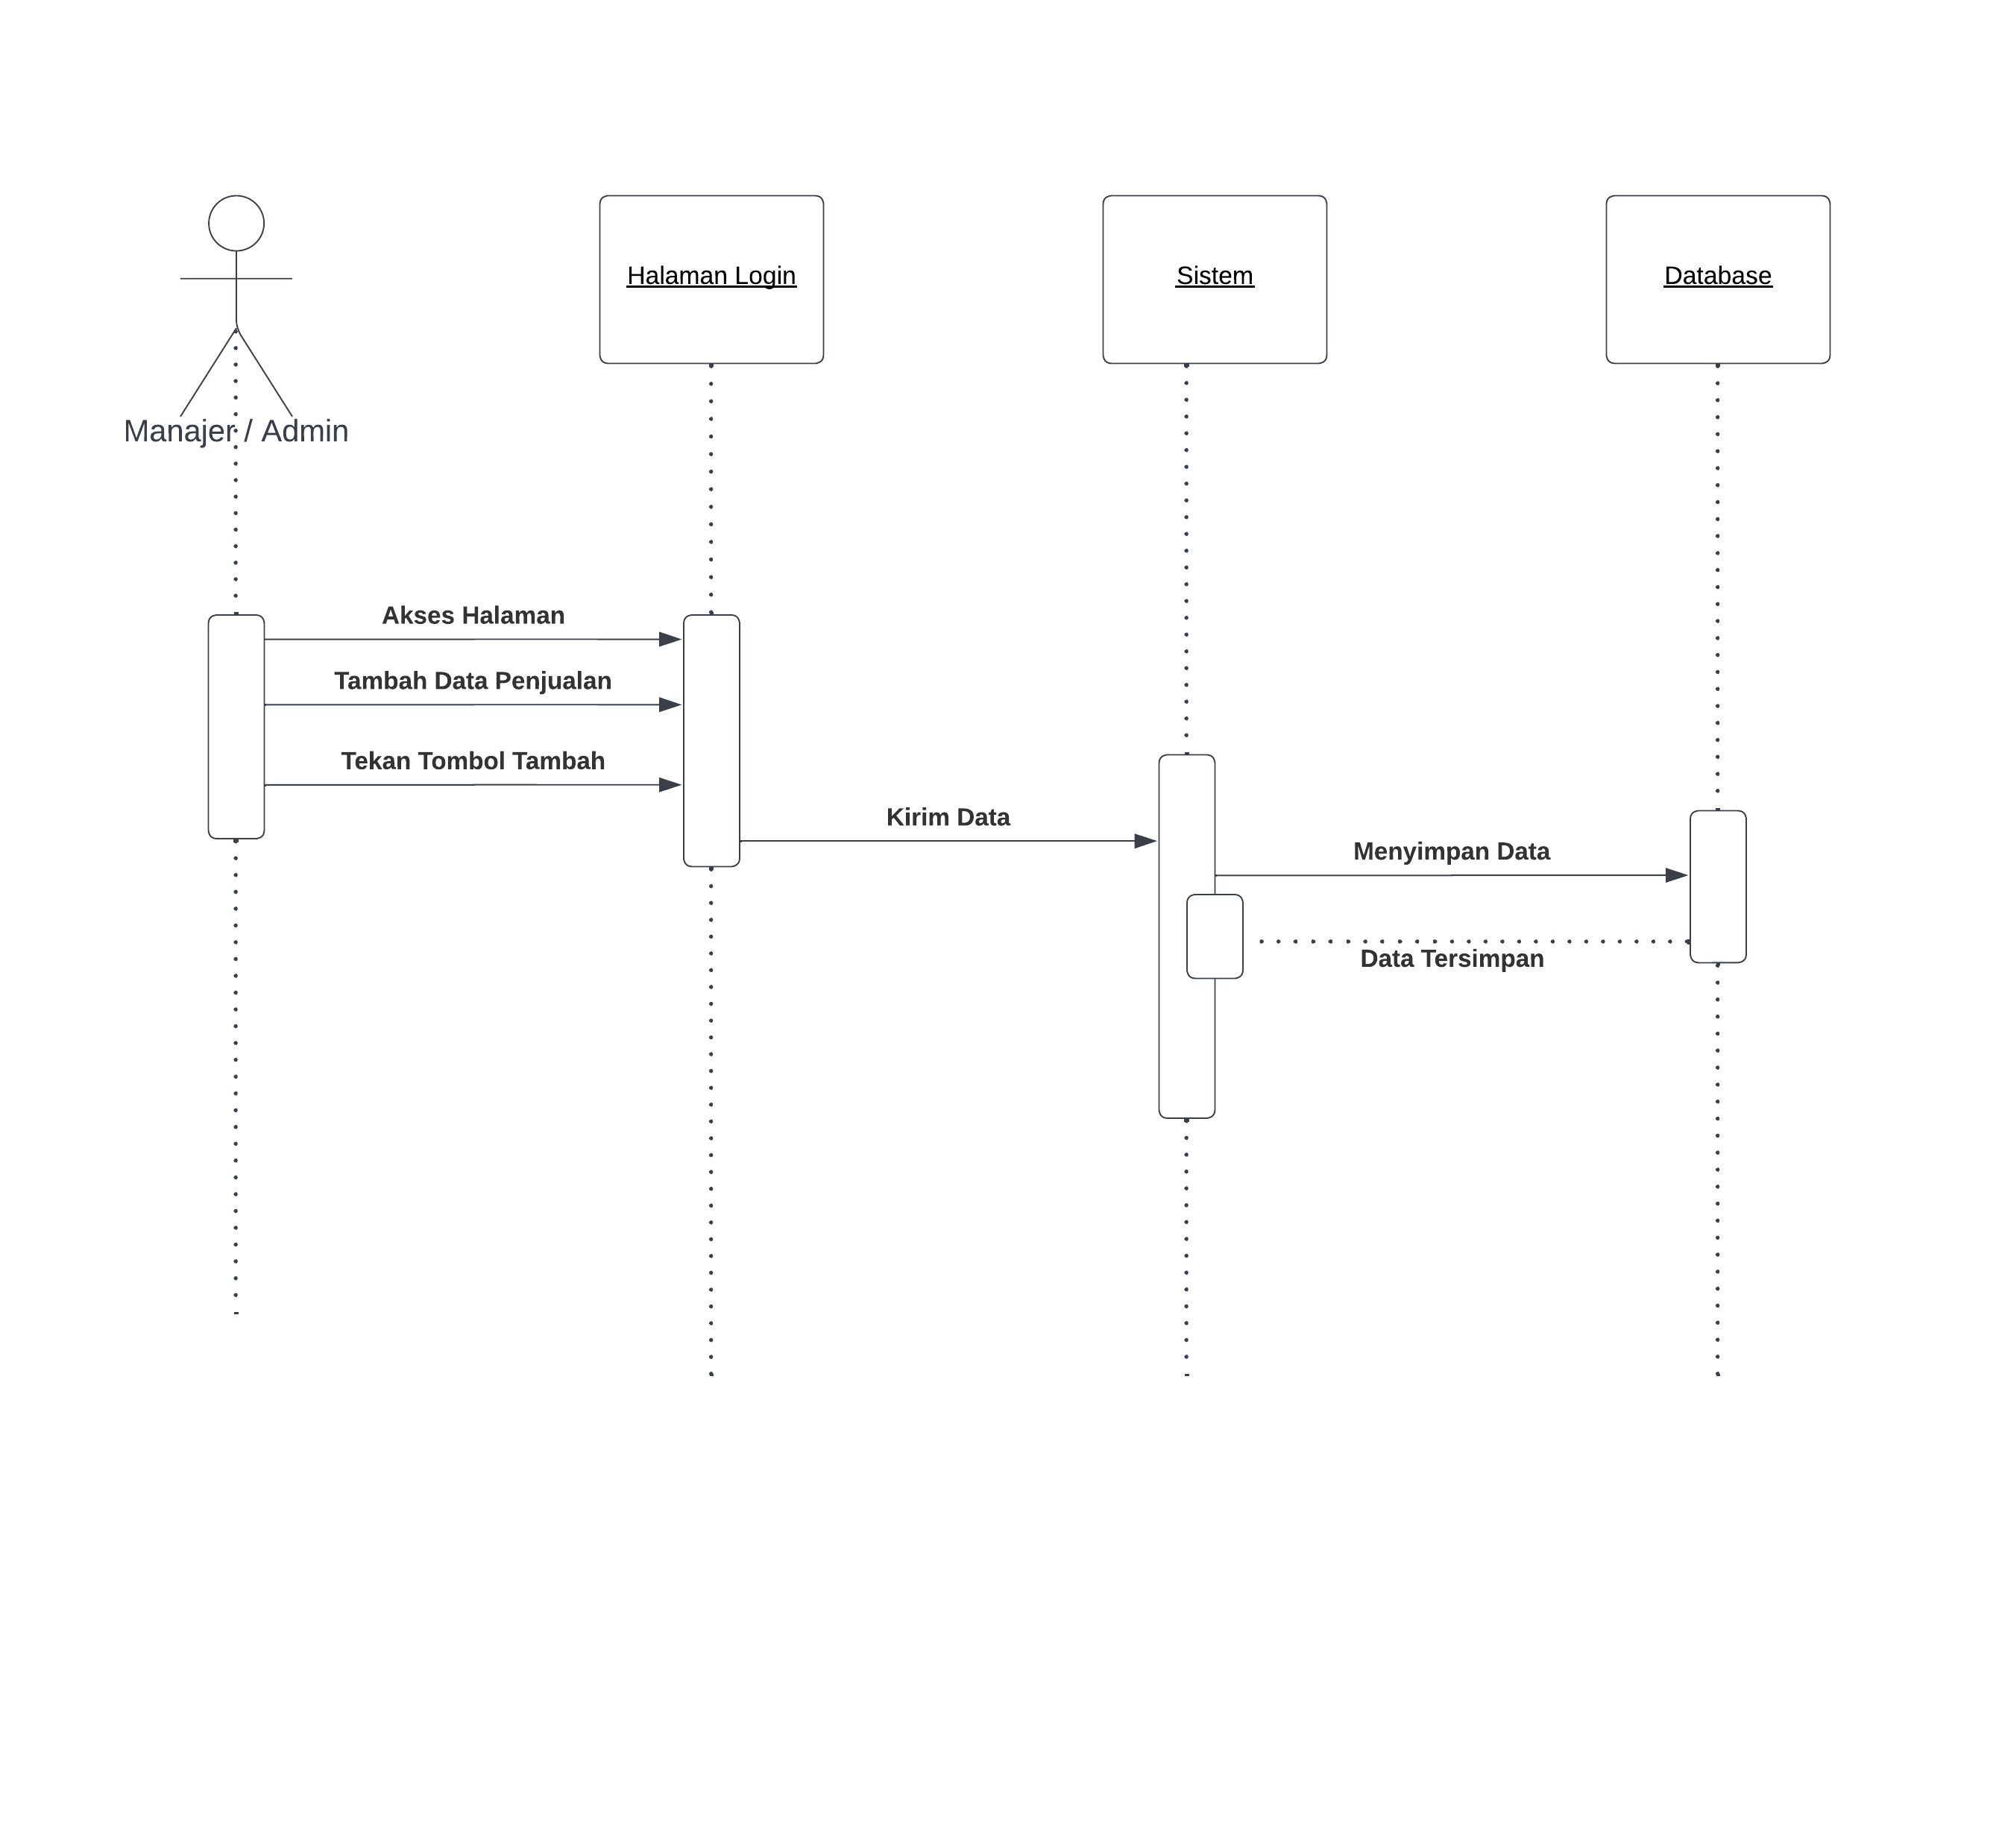 Halaman Login
Sistem
Database
Manajer / Admin
Akses Halaman
Tambah Data Penjualan
Tekan Tombol Tambah
Kirim Data
Menyimpan Data
Data Tersimpan